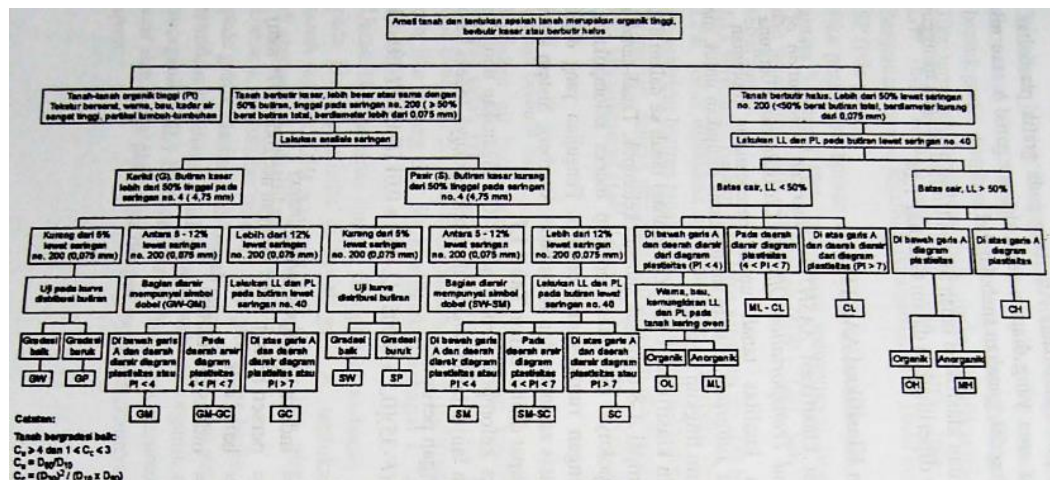 Amati tanah dan tentukan apakah tanah merupakan organik tinggi,
berbutir kasar atau berbutir halus
Tanah-tanah organik tinggi (Pt)
Tekstur berserat, warna, bau, kadar air
sangat tinggi, partikel tumbuh-tumbuhan
Tanah berbutir kasar, lebih besar atau sama dengan
50% butiran, tinggal pada saringan no. 200 ( > 50%
berat butiran total, berdiameter lebih dari 0,075 mm)
Tanah berbutir halus. Lebih dari 50% lewat saringan
no. 200 (<50% berat butiran total, berdiameter kurang
dari 0,075 mm)
Lakukan analisis saringan
Lakukan LL dan PL pada butiran lewat saringan no. 40
Kerikil (G). Butiran kasar
lebih dari 50% tinggal pada
saringan no. 4 ( 4,75 mm)
Pasir (S). Butiran kasar kurang
dari 50% tinggal pada saringan
no. 4 (4,75 mm)
Batas cair, LL < 50%
Batas cair, LL > 50%
Kurang dari 5%
lewat saringan
no. 200 (0,075 mm)
Antara 5 - 12%
lewat saringan
no. 200 (0,075 mm)
Lebih dari 12%
lewat saringan
no. 200 (0,075 mm)
Kurang dari 5%
lewat saringan
no. 200 (0,075 mm)
Antara 5 - 12%
lewat saringan
no. 200 (0,075 mm)
Lebih dari 12%
lewat saringan
no. 200 (0,075 mm)
Di bawah garis A
dan daerah diarsir
dari diagram
plastisitas (PI < 4)
Pada daerah
diarsir diagram
plastisitas
(4 < PI < 7)
Di atas garis A
dan daerah diarsir
dari diagram
plastisitas (PI > 7)
Di bawah garis A
diagram
plastisitas
Di atas garis A
diagram
plastisitas
Uji pada kurva
distribusi butiran
Bagian diarsir
mempunyai simbol
dobel (GW-GM)
Lakukan LL dan PL
pada butiran lewat
saringan no. 40
Uji kurva
distribusi butiran
Bagian diarsir
mempunyai simbol
dobel (SW-SM)
Lakukan LL dan PL
pada butiran lewat
saringan no. 40
Warna, bau,
kemungkinan LL
dan PL pada
tanah kering oven
ML - CL
CL
CH
Gradasi
baik
Gradasi
buruk
Di bawah garis
A dan daerah
diarsir diagram
plastisitas atau
PI < 4
Pada
daerah arsir
diagram
plastisitas
4 < PI < 7
Di atas garis A
dan daerah
diarsir diagram
plastisitas atau
PI > 7
Gradasi
baik
Gradasi
buruk
Di bawah garis
A dan daerah
diarsir diagram
plastisitas atau
PI < 4
Pada
daerah arsir
diagram
plastisitas
4 < PI < 7
Di atas garis A
dan daerah
diarsir diagram
plastisitas atau
PI > 7
Organik
Anorganik
Organik
Anorganik
GW
GP
SW
SP
OL
ML
OH
MH
GM
GM-GC
GC
SM
SM-SC
SC
Catatan:
Tanah bergradasi baik:
Cu > 4 dan 1 < Cc < 3
Cu = D60/D10
Cc = (D30)2 / (D10 x D60)